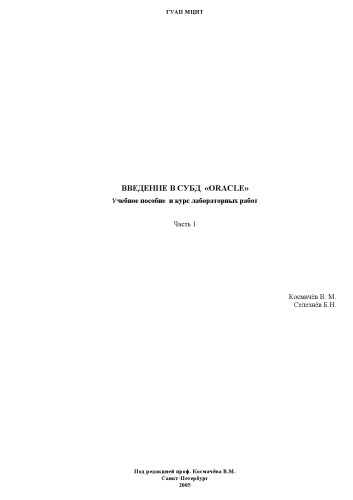 ГУАП МЦИТ
ВВЕДЕНИЕ В СУБД «ORACLE»
Учебное пособие и курс лабораторных работ
Часть 1
Космачёв В. М.
Селезнёв Б.Н.
Под редакцией проф. Космачёва В.М.
Санкт-Петербург
2005